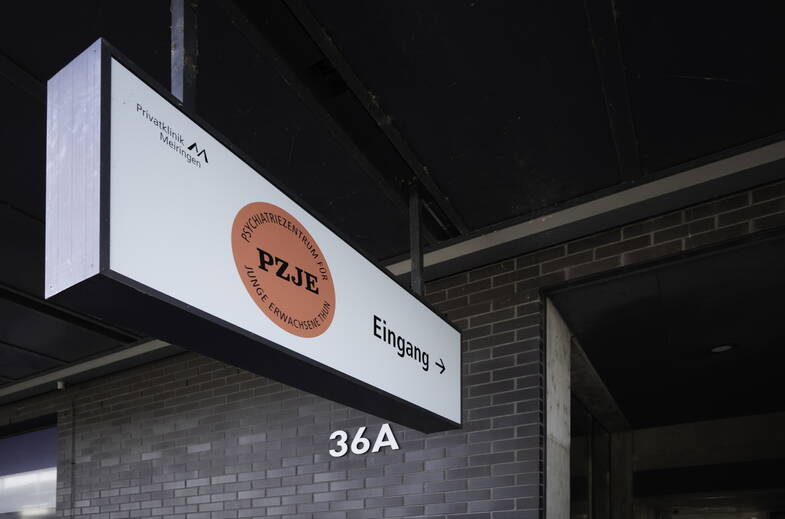 Privatklinik
Meiringen
PSYCHIATRIEZENTRUM FÜR
PZJE
JUNGE ERWACHSENE THUN
Eingang →
36A